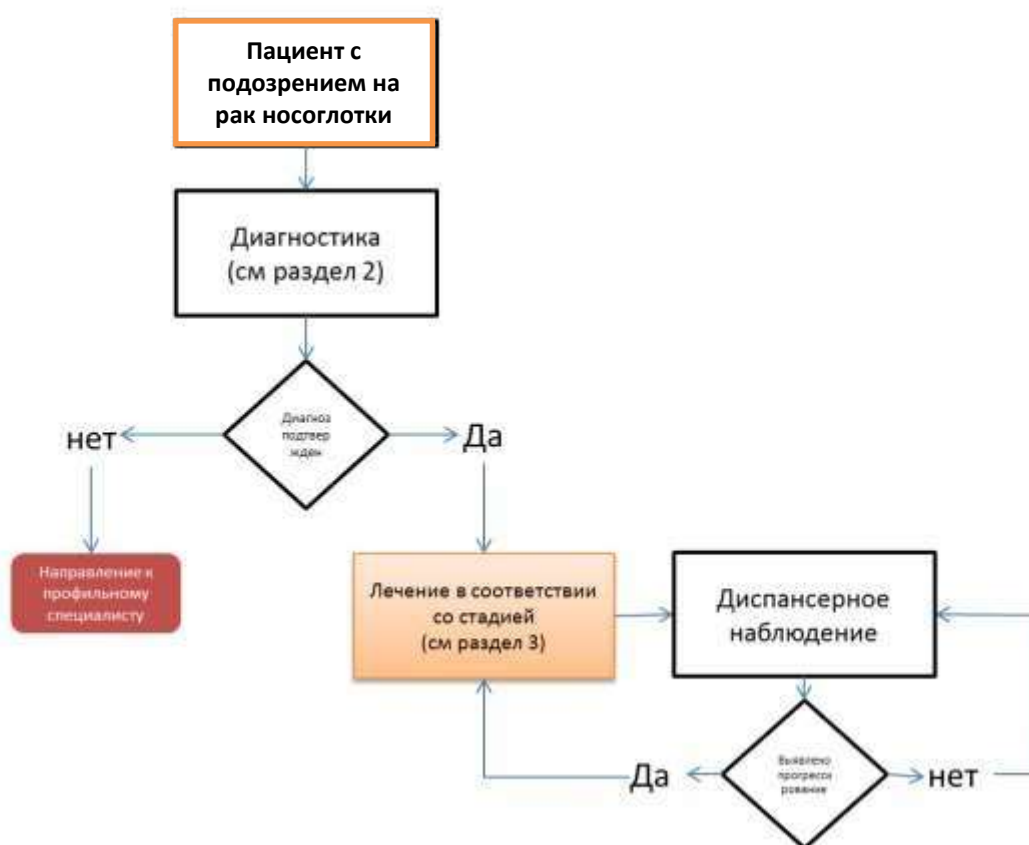 Пациент с
подозрением на
рак носоглотки
Диагностика
(см раздел 2)
Диагноз
подтвер
жден
нет
Да
Направление к
профильному
специалисту
Лечение в соответствии
со стадией
(см раздел 3)
Диспансерное
наблюдение
Выявлено
прогресси
рование
Да
нет